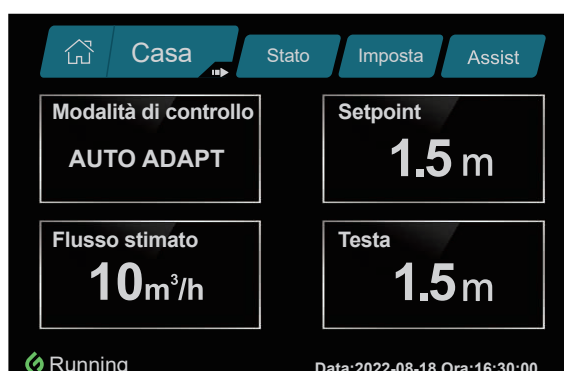 Casa Stato Imposta Assist
Modalità di controllo
AUTO ADAPT
Setpoint
1.5 m
Flusso stimato
10m³/h
Testa
1.5 m
Running
Data:2022-08-18 Ora:16:30:00